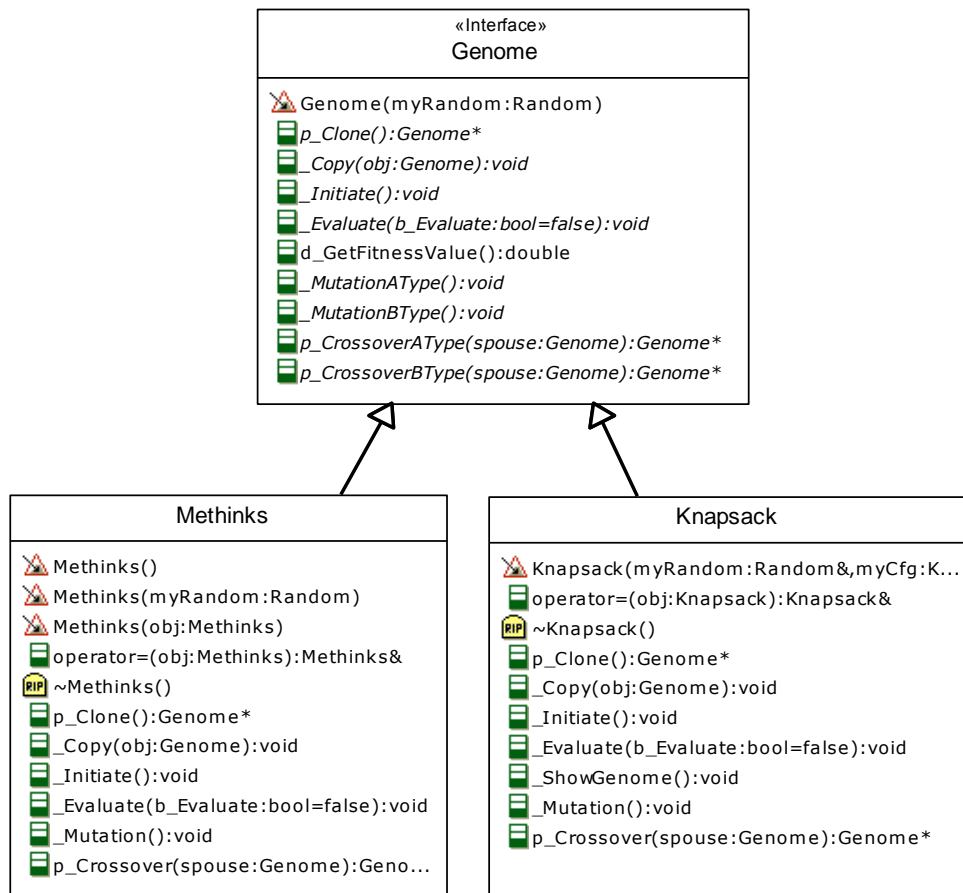 «Interface»
Genome
Genome(myRandom:Random)
p_Clone():Genome*
_Copy(obj:Genome):void
_Initiate():void
_Evaluate(b_Evaluate:bool=false):void
d_GetFitnessValue():double
_MutationAType():void
_MutationBType():void
p_CrossoverAType(spouse:Genome):Genome*
p_CrossoverBType(spouse:Genome):Genome*
Methinks
Methinks()
Methinks(myRandom:Random)
Methinks(obj:Methinks)
operator=(obj:Methinks):Methinks&
RIP ~Methinks()
p_Clone():Genome*
_Copy(obj:Genome):void
_Initiate():void
_Evaluate(b_Evaluate:bool=false):void
_Mutation():void
p_Crossover(spouse:Genome):Geno...
Knapsack
Knapsack(myRandom:Random&,myCfg:K...
operator=(obj:Knapsack):Knapsack&
RIP ~Knapsack()
p_Clone():Genome*
_Copy(obj:Genome):void
_Initiate():void
_Evaluate(b_Evaluate:bool=false):void
_ShowGenome():void
_Mutation():void
p_Crossover(spouse:Genome):Genome*